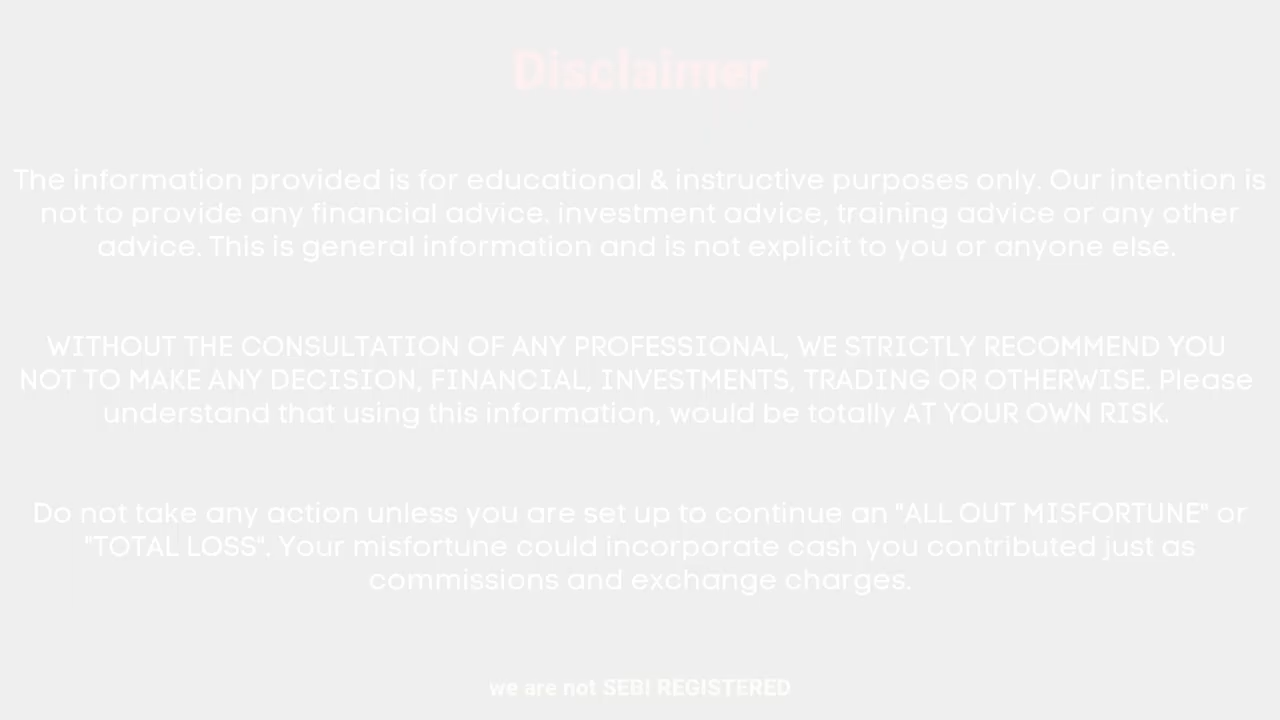 Disclaimer
The information provided is for educational & instructive purposes only. Our intention is
not to provide any financial advice. investment advice, training advice or any other
advice. This is general information and is not explicit to you or anyone else.
WITHOUT THE CONSULTATION OF ANY PROFESSIONAL, WE STRICTLY RECOMMEND YOU
NOT TO MAKE ANY DECISION, FINANCIAL, INVESTMENTS, TRADING OR OTHERWISE. Please
understand that using this information, would be totally AT YOUR OWN RISK.
Do not take any action unless you are set up to continue an "ALL OUT MISFORTUNE" or
"TOTAL LOSS". Your misfortune could incorporate cash you contributed just as
commissions and exchange charges.
we are not SEBI REGISTERED